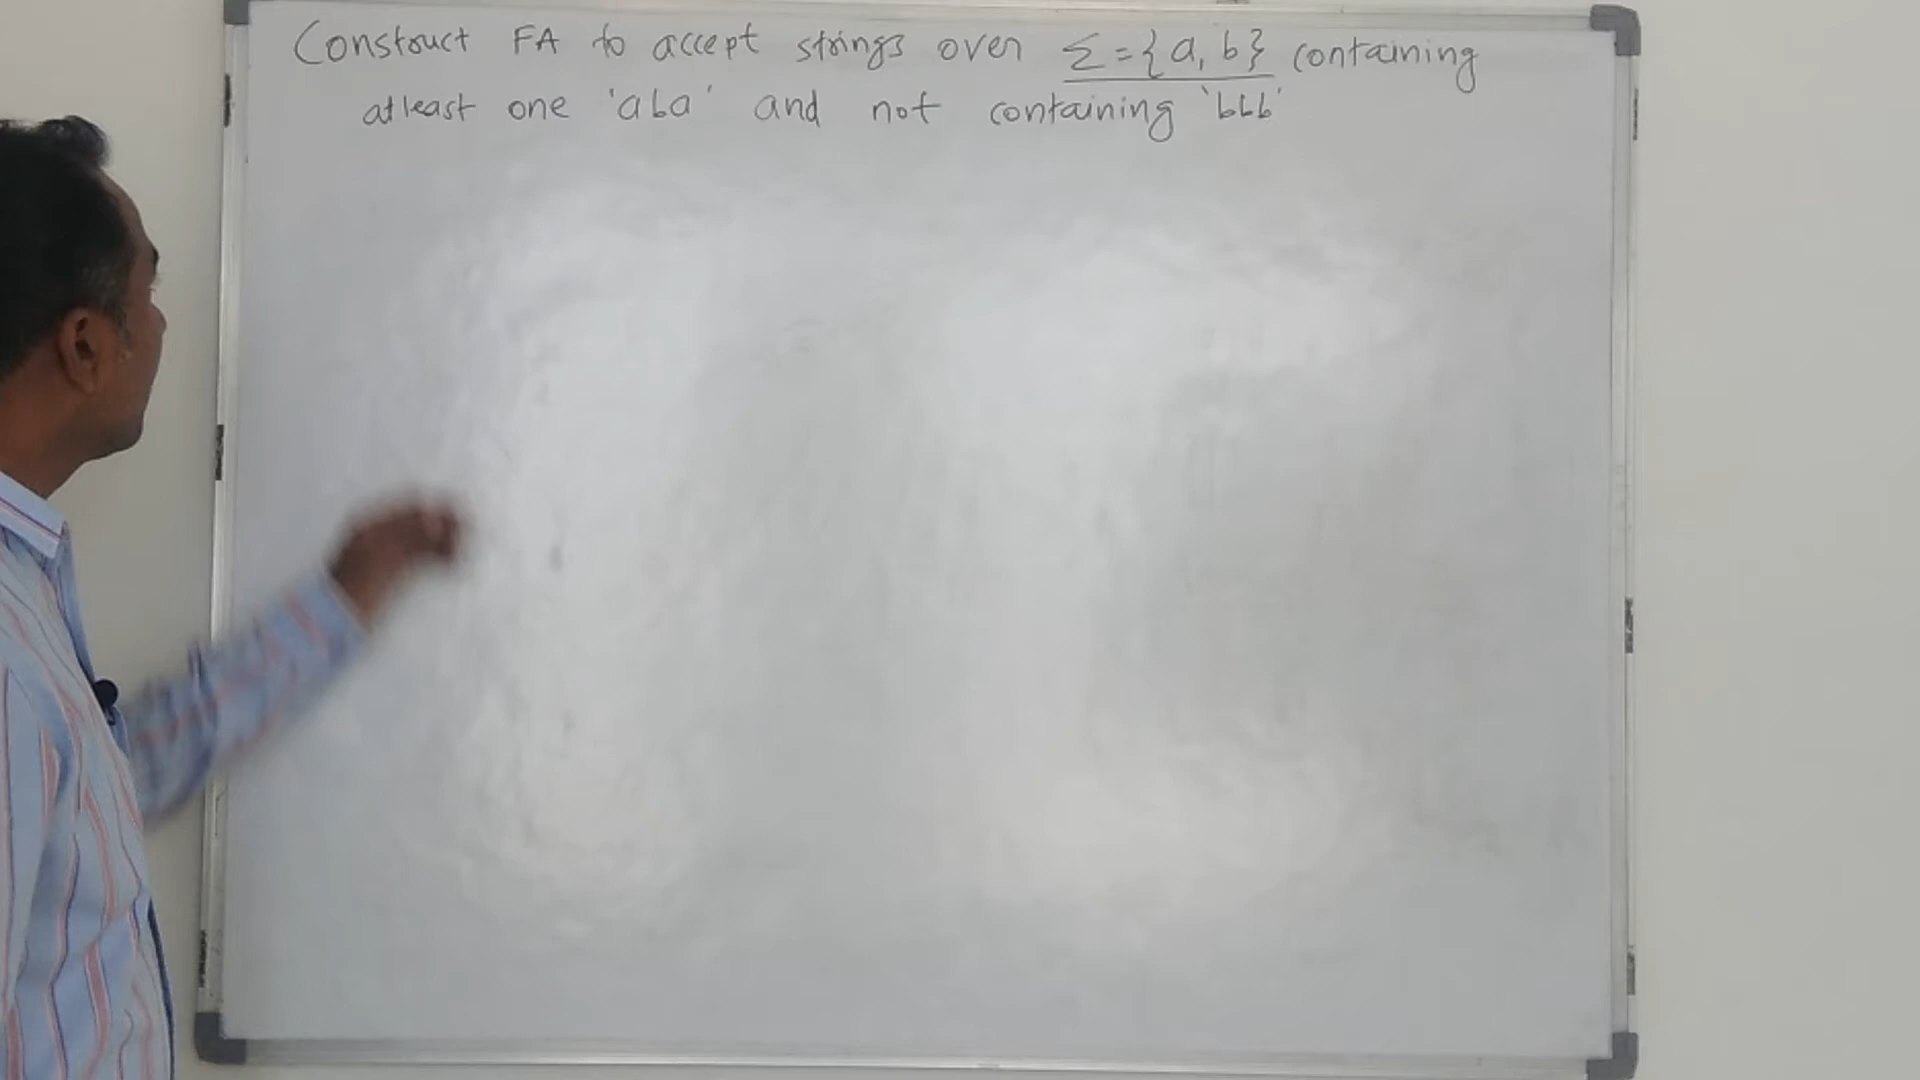 Construct FA to accept strings over Σ = {a, b} containing
atleast one 'aba' and not containing 'bbb'